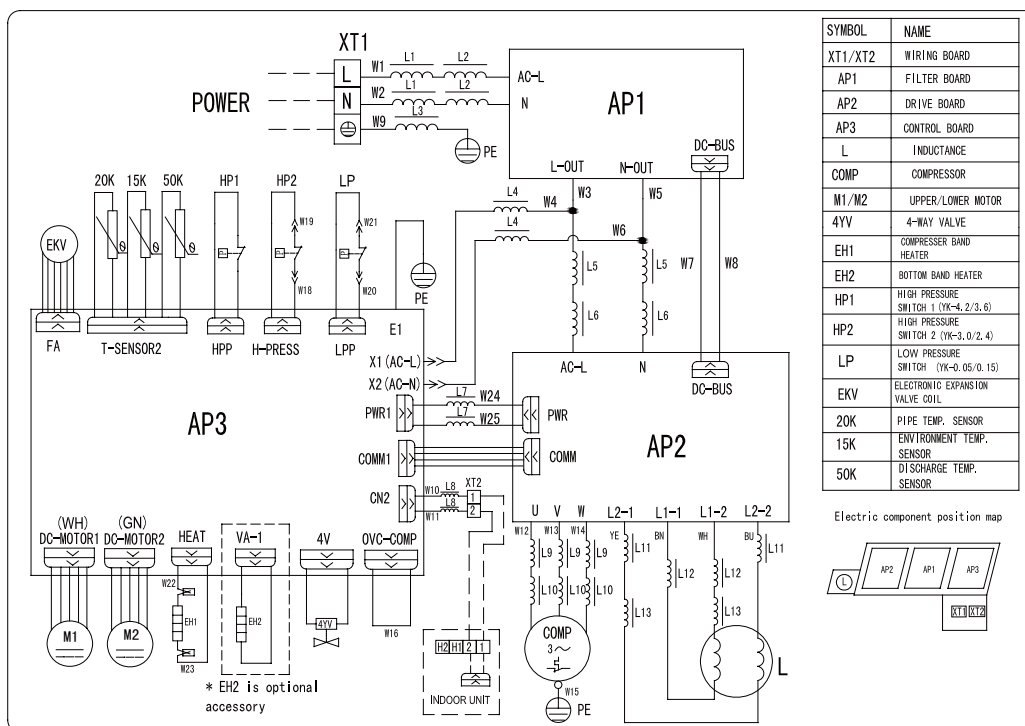 XT1
POWER
L
N
W1
L1
L2
W2
L1
L2
W9
L3
PE
AC-L
N
AP1
DC-BUS
L-OUT
N-OUT
W3
W5
L4
W4
L4
W6
L5
L5
L6
L6
W7
W8
20K
15K
50K
HP1
HP2
LP
W19
W21
W18
W20
EKV
θ
θ
θ
P
P
P
PE
FA
T-SENSOR2
HPP
H-PRESS
LPP
E1
X1 (AC-L)
X2 (AC-N)
AP3
PWR1
L7
W24
L7
W25
PWR
COMM1
COMM
CN2
W10
L8
XT2
1
W11
L8
2
AC-L
N
DC-BUS
AP2
U
V
W
L2-1
L1-1
L1-2
L2-2
W12
W13
W14
YE
BN
WH
BU
L9
L9
L9
L11
L11
L12
L12
L10
L10
L10
L13
L13
COMP
3~
W15
PE
L
(WH)
(GN)
DC-MOTOR1
DC-MOTOR2
HEAT
VA-1
4V
OVC-COMP
W22
EH1
W23
EH2
4YV
W16
M1
M2
H2
H1
2
1
INDOOR UNIT
* EH2 is optional
accessory
SYMBOL NAME
XT1/XT2 WIRING BOARD
AP1 FILTER BOARD
AP2 DRIVE BOARD
AP3 CONTROL BOARD
L INDUCTANCE
COMP COMPRESSOR
M1/M2 UPPER/LOWER MOTOR
4YV 4-WAY VALVE
EH1 COMPRESSER BAND
HEATER
EH2 BOTTOM BAND HEATER
HP1 HIGH PRESSURE
SWITCH 1 (YK-4.2/3.6)
HP2 HIGH PRESSURE
SWITCH 2 (YK-3.0/2.4)
LP LOW PRESSURE
SWITCH (YK-0.05/0.15)
EKV ELECTRONIC EXPANSION
VALVE COIL
20K PIPE TEMP. SENSOR
15K ENVIRONMENT TEMP.
SENSOR
50K DISCHARGE TEMP.
SENSOR
Electric component position map
L
AP2
AP1
AP3
XT1
XT2